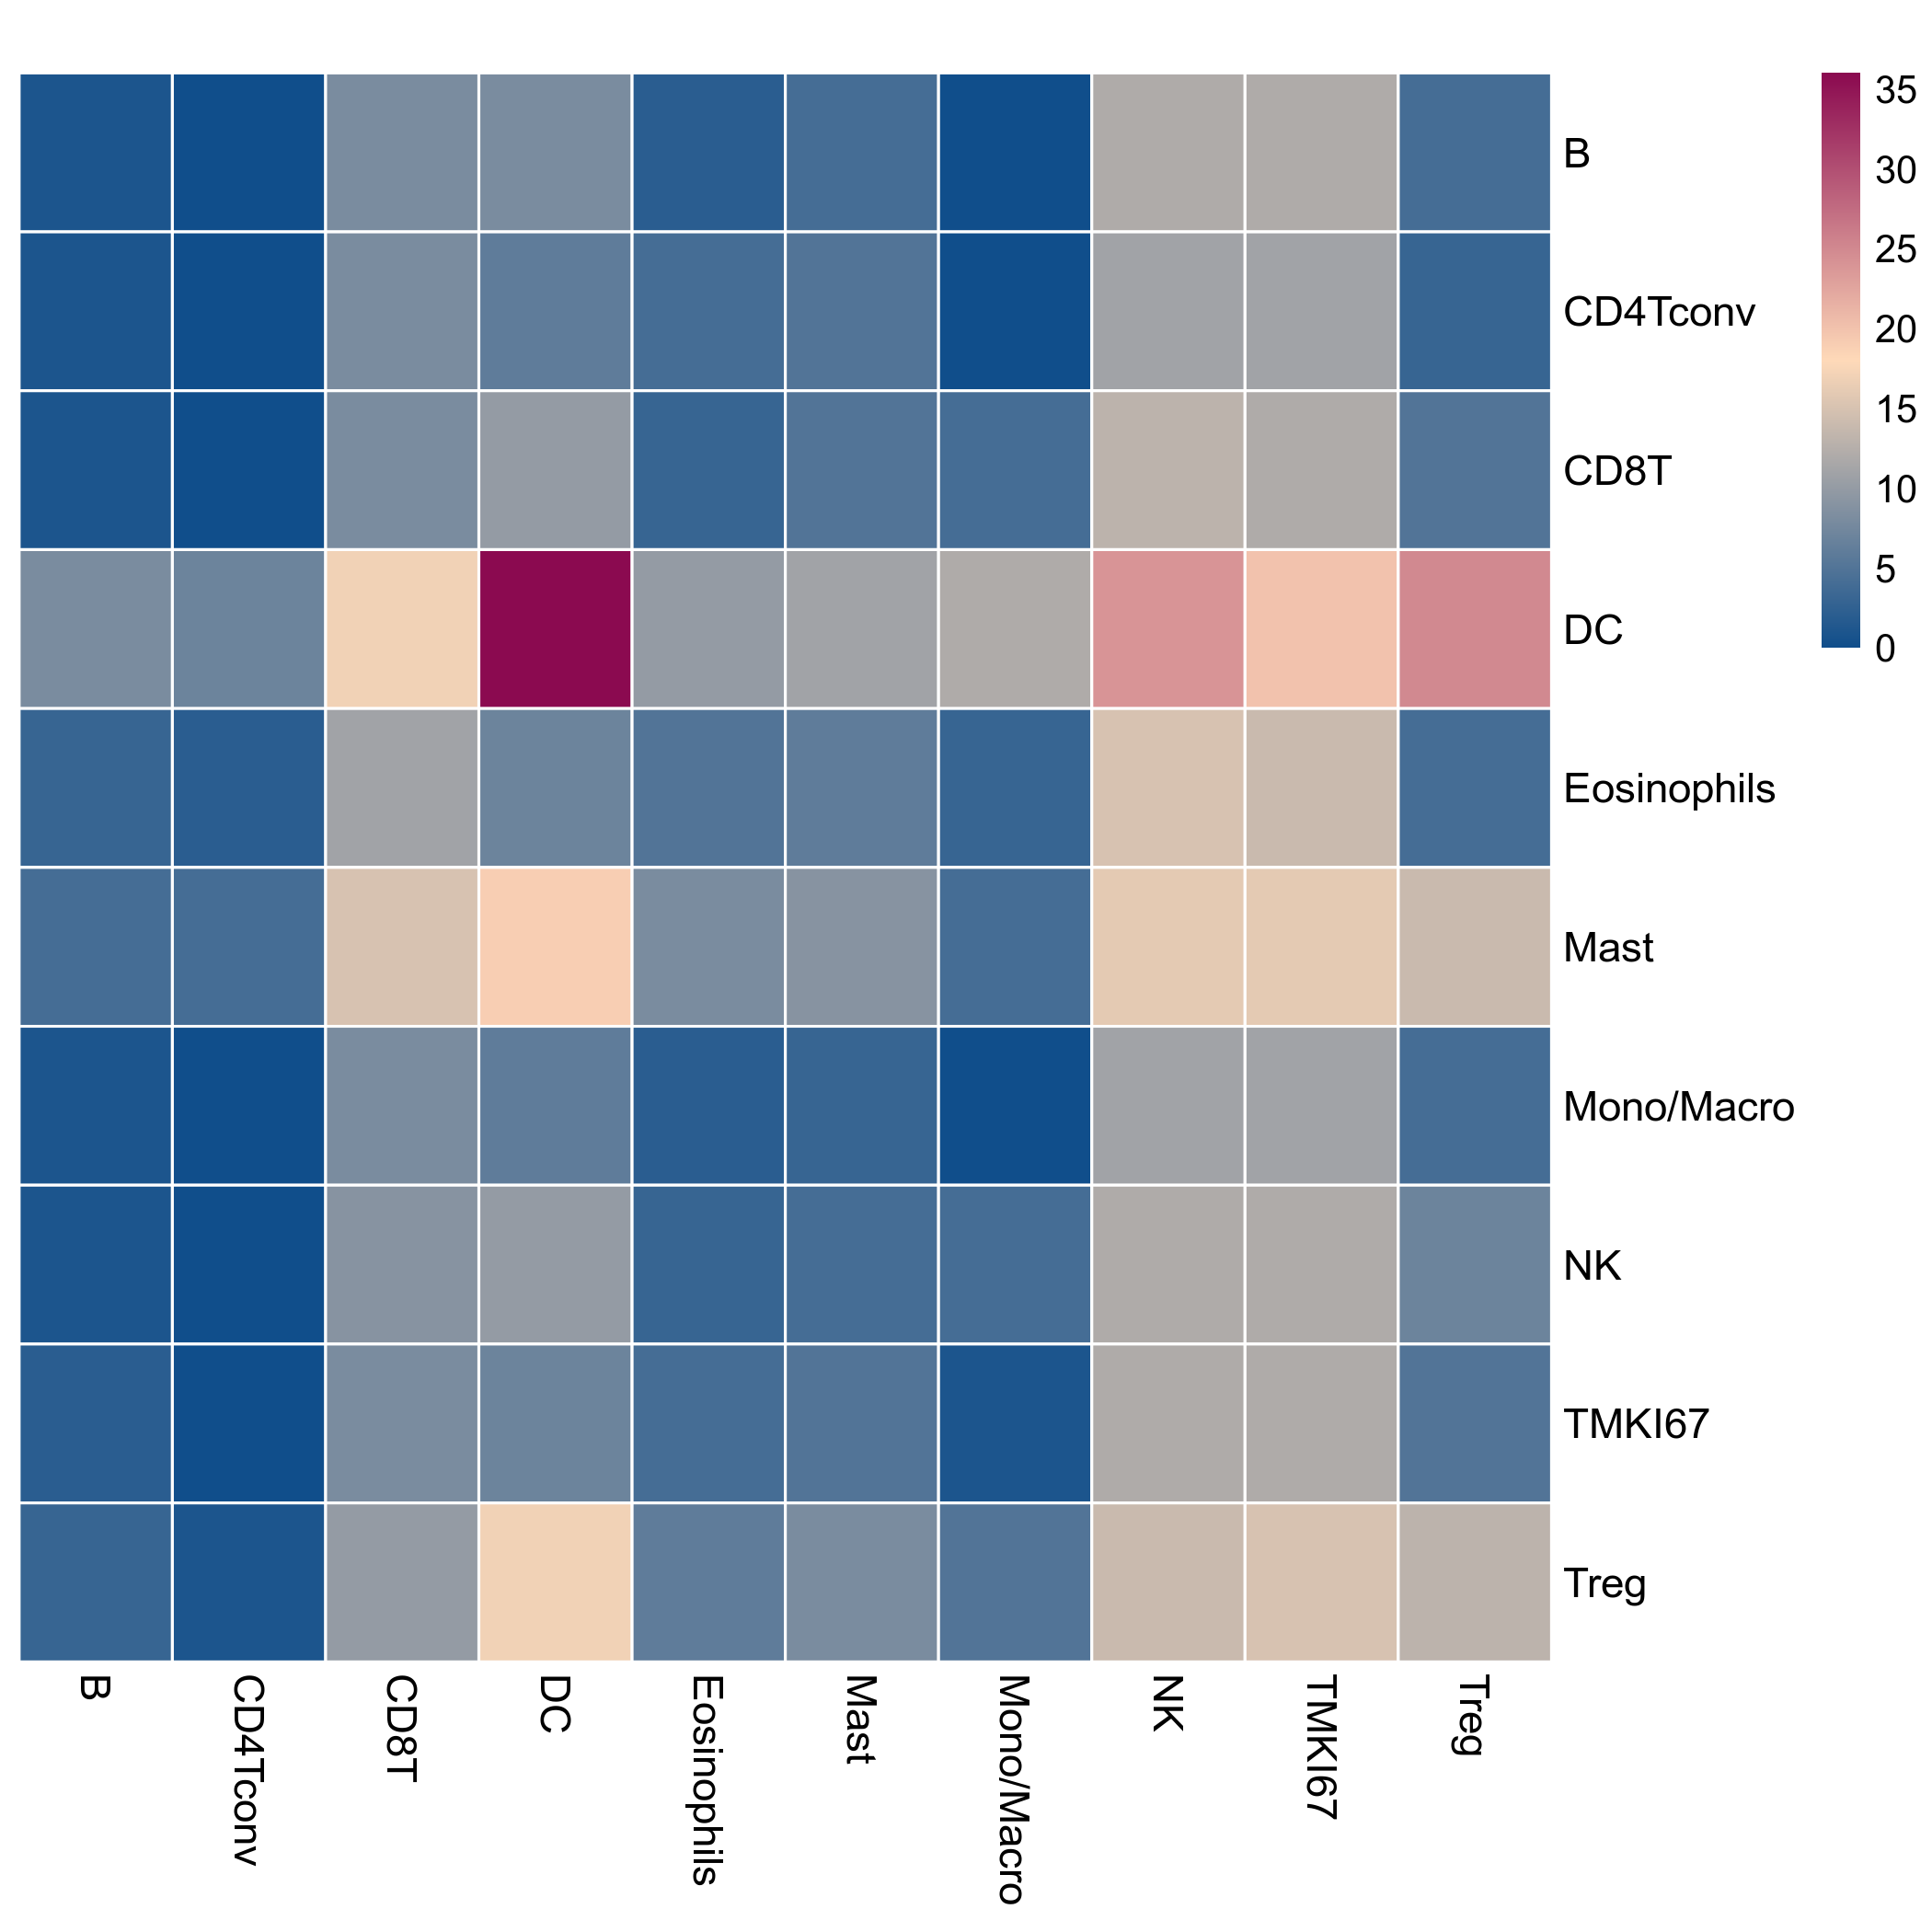 B
CD4Tconv
CD8T
DC
Eosinophils
Mast
Mono/Macro
NK
TMKI67
Treg
35
30
25
20
15
10
5
0
B
CD4Tconv
CD8T
DC
Eosinophils
Mast
Mono/Macro
NK
TMKI67
Treg